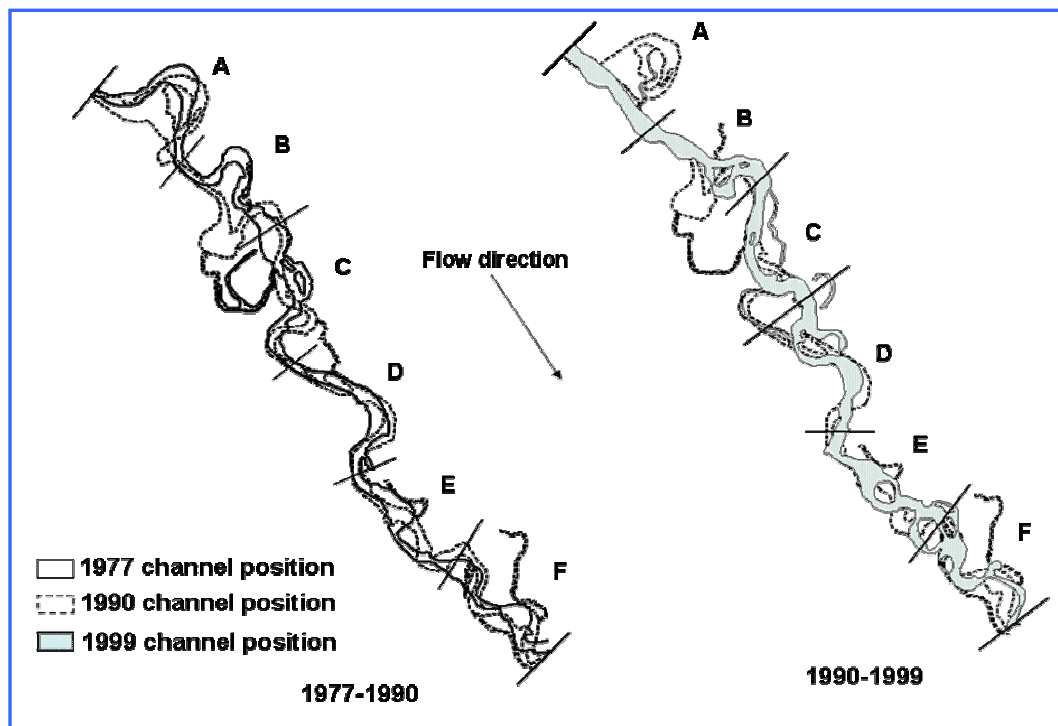 A
B
C
D
E
F
A
B
C
D
E
F
Flow direction
1977 channel position
1990 channel position
1999 channel position
1977-1990
1990-1999